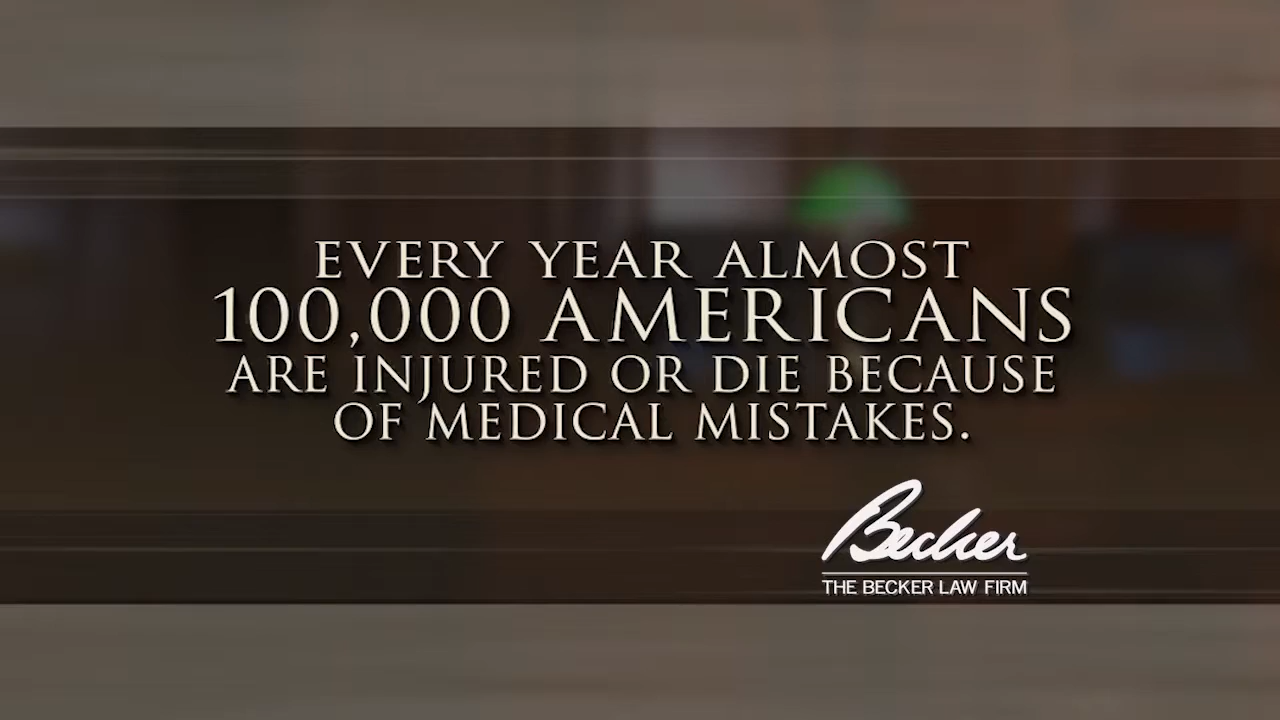 EVERY YEAR ALMOST
100,000 AMERICANS
ARE INJURED OR DIE BECAUSE
OF MEDICAL MISTAKES.
Becker
THE BECKER LAW FIRM